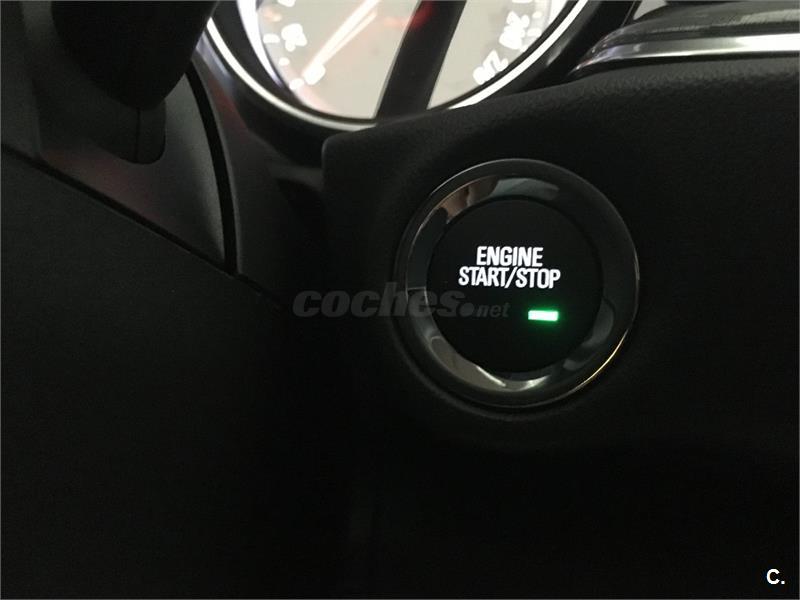 ENGINE
START/STOP
coches.net
C.